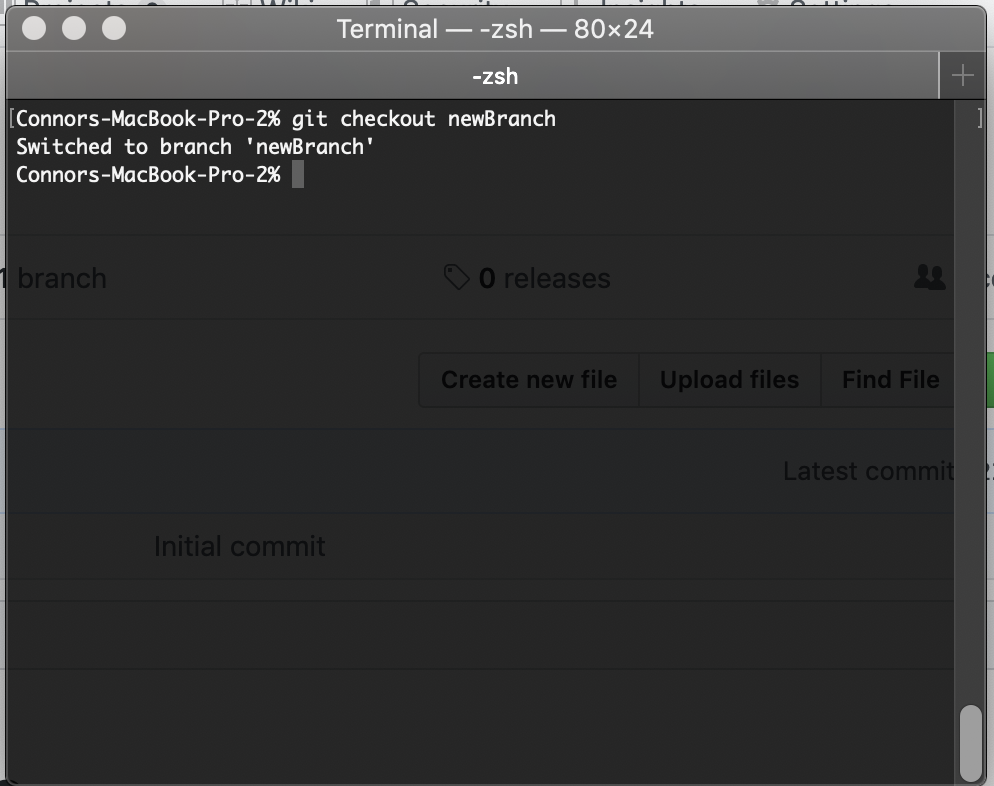 Terminal — -zsh — 80×24
-zsh
[Connors-MacBook-Pro-2% git checkout newBranch ]
Switched to branch 'newBranch'
Connors-MacBook-Pro-2%
1 branch
0 releases
Create new file
Upload files
Find File
Latest commit
Initial commit